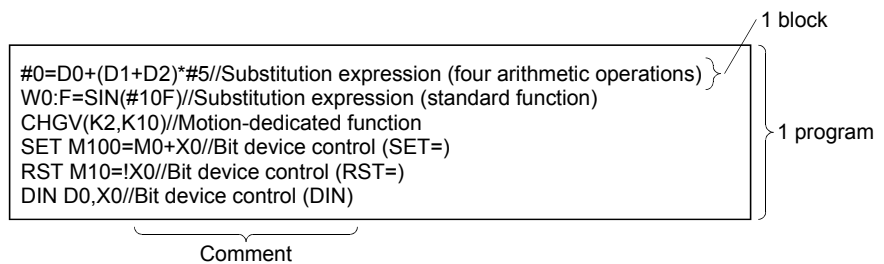 1 block
#0=D0+(D1+D2)*#5//Substitution expression (four arithmetic operations)
W0:F=SIN(#10F)//Substitution expression (standard function)
CHGV(K2,K10)//Motion-dedicated function
SET M100=M0+X0//Bit device control (SET=)
RST M10=!X0//Bit device control (RST=)
DIN D0,X0//Bit device control (DIN)
1 program
Comment